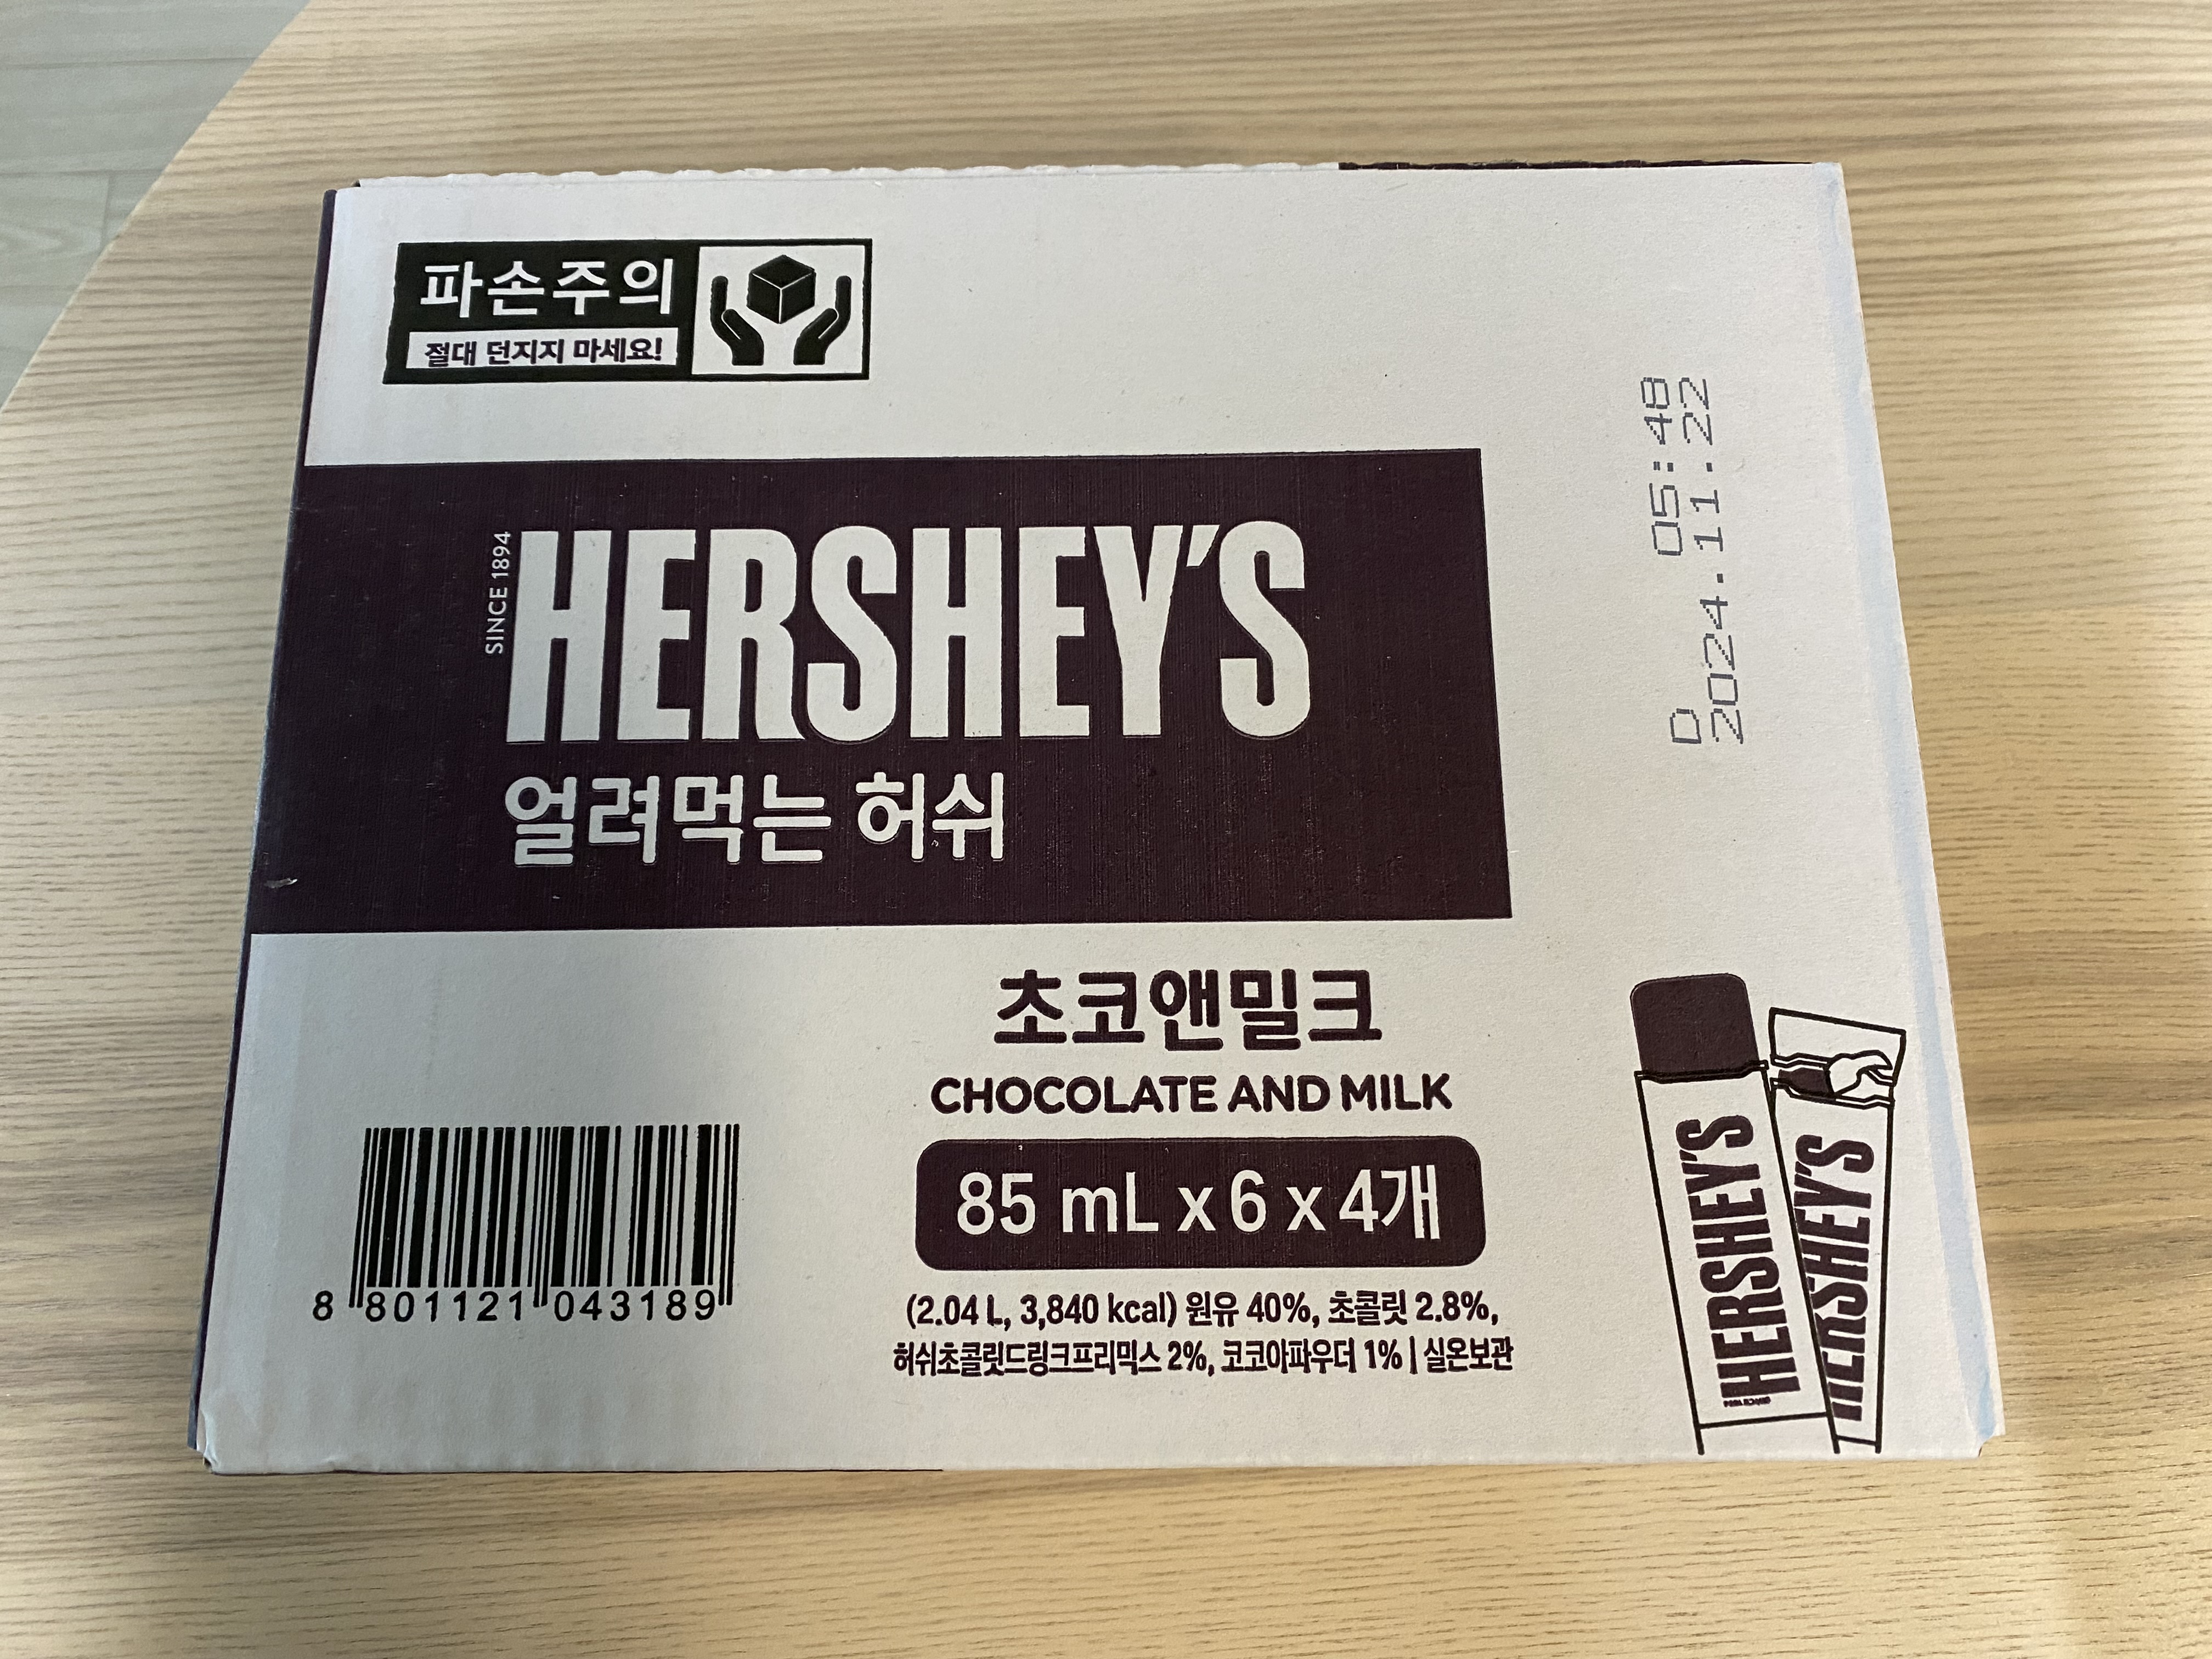 파손주의
절대 던지지 마세요!
05:48
D
2024.11.22
SINCE 1894
HERSHEY'S
얼려먹는 허쉬
초코앤밀크
CHOCOLATE AND MILK
85 mL x 6 x 4개
(2.04 L, 3,840 kcal) 원유 40%, 초콜릿 2.8%,
허쉬초콜릿드링크프리믹스 2%, 코코아파우더 1% | 실온보관
8 801121 043189
HERSHEY'S
HERSHEY'S